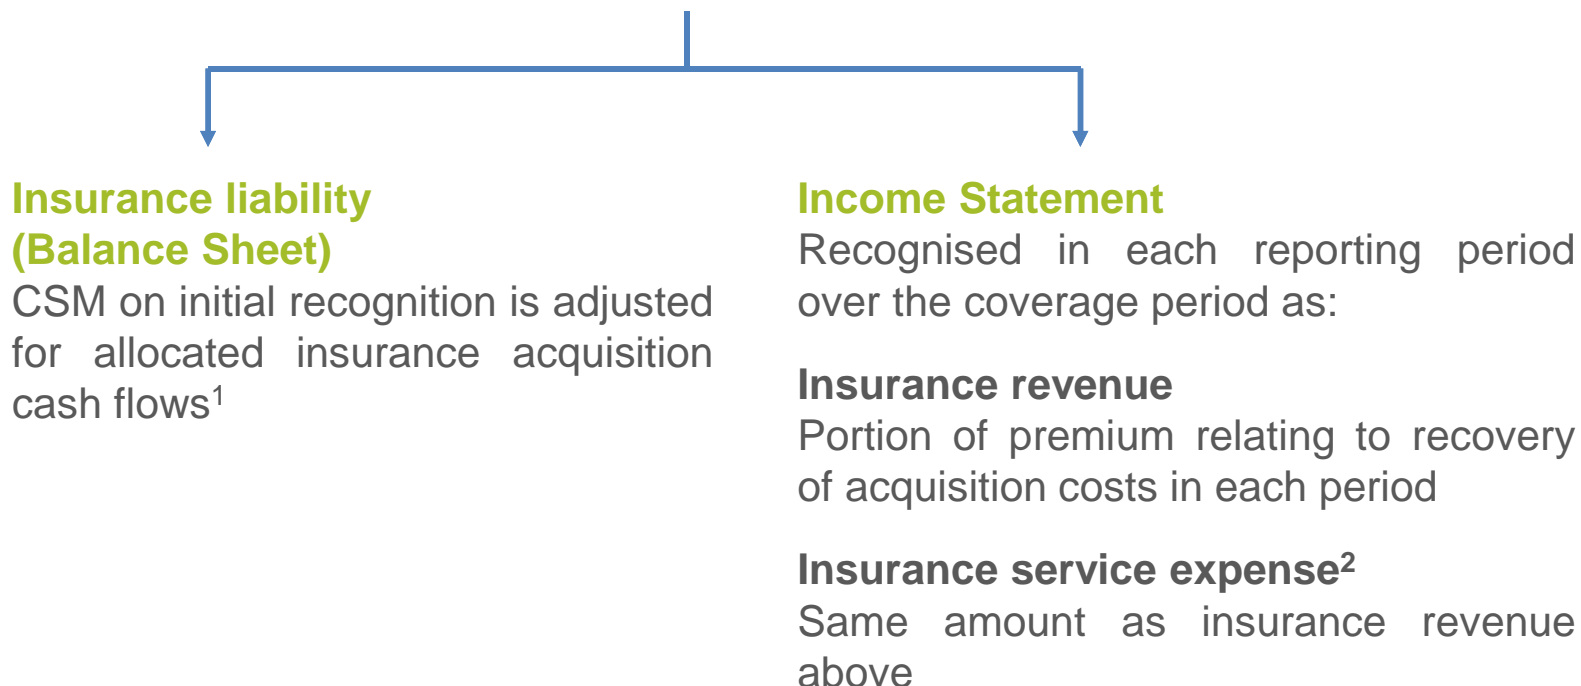 Insurance liability
(Balance Sheet)
CSM on initial recognition is adjusted
for allocated insurance acquisition
cash flows¹
Income Statement
Recognised in each reporting period
over the coverage period as:
Insurance revenue
Portion of premium relating to recovery
of acquisition costs in each period
Insurance service expense²
Same amount as insurance revenue
above